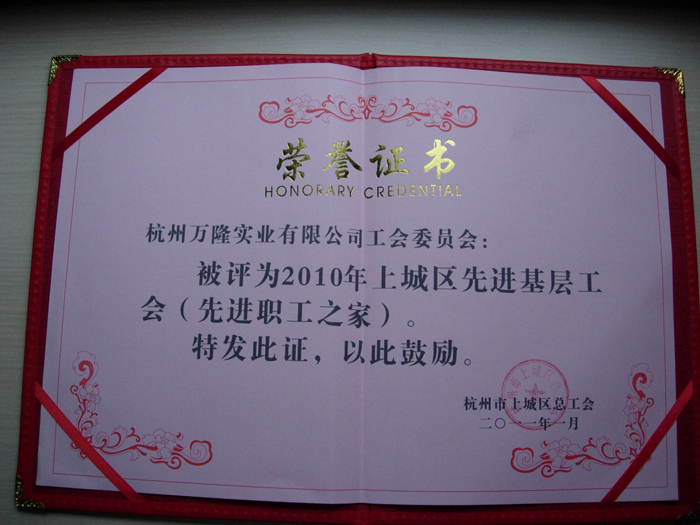 荣誉证书
HONORARY CREDENTIAL
杭州万隆实业有限公司工会委员会：
被评为2010年上城区先进基层工
会（先进职工之家）。
特发此证，以此鼓励。
杭州市上城区总工会
二〇一一年一月